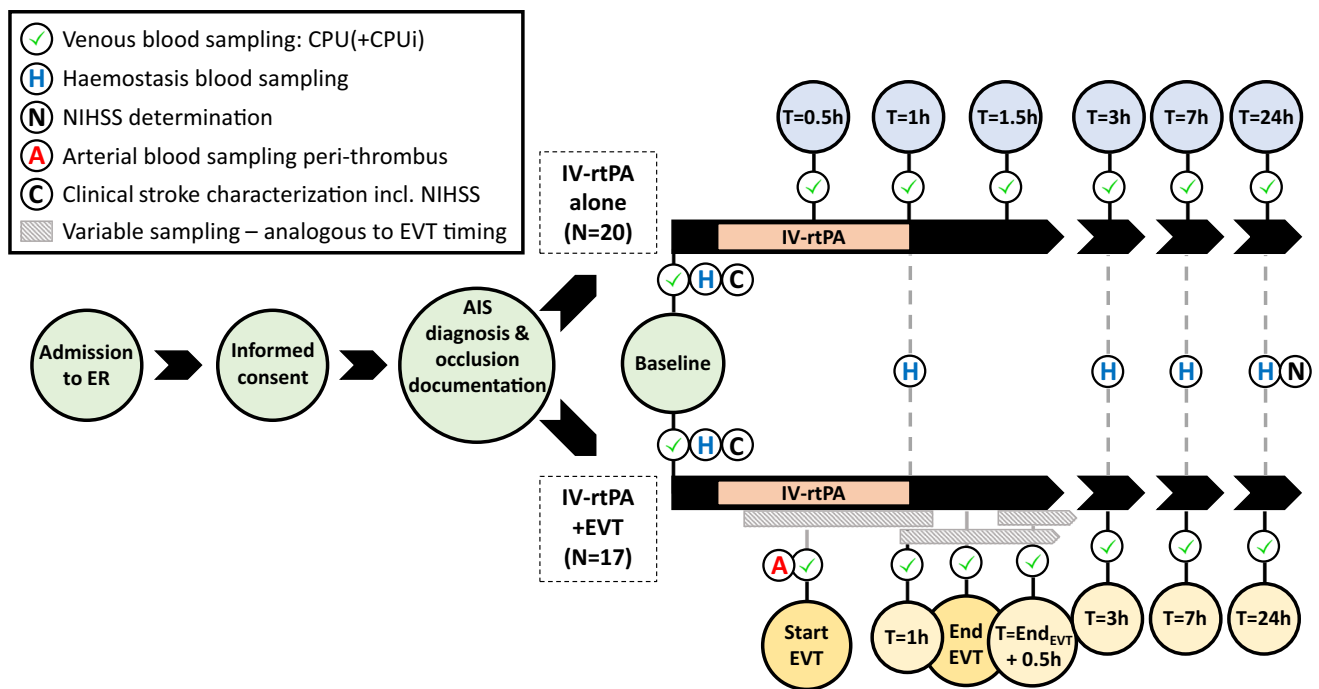 Venous blood sampling: CPU(+CPUi)
H Haemostasis blood sampling
N NIHSS determination
A Arterial blood sampling peri-thrombus
C Clinical stroke characterization incl. NIHSS
Variable sampling – analogous to EVT timing
T=0.5h
T=1h
T=1.5h
T=3h
T=7h
T=24h
IV-rtPA
alone
(N=20)
IV-rtPA
H C
Admission
to ER
Informed
consent
AIS
diagnosis &
occlusion
documentation
Baseline
H
H
H
H N
H C
IV-rtPA
+EVT
(N=17)
IV-rtPA
A
Start
EVT
T=1h
End
EVT
T=EndEVT
+ 0.5h
T=3h
T=7h
T=24h